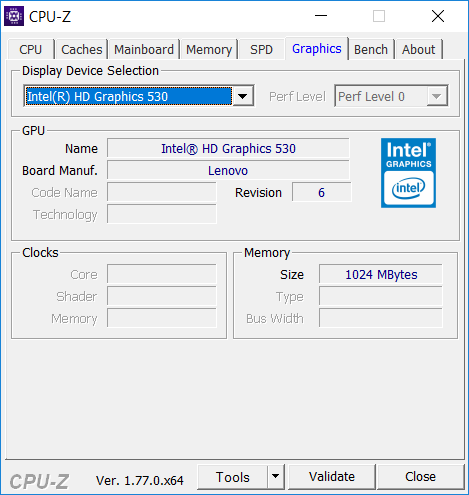 CPU-Z
CPU Caches Mainboard Memory SPD Graphics Bench About
Display Device Selection
Intel(R) HD Graphics 530 Perf Level Perf Level 0
GPU
Name Intel® HD Graphics 530
Board Manuf. Lenovo
Code Name Revision 6
Technology
Intel®
GRAPHICS
intel®
Clocks
Core
Shader
Memory
Memory
Size 1024 MBytes
Type
Bus Width
CPU-Z Ver. 1.77.0.x64 Tools Validate Close